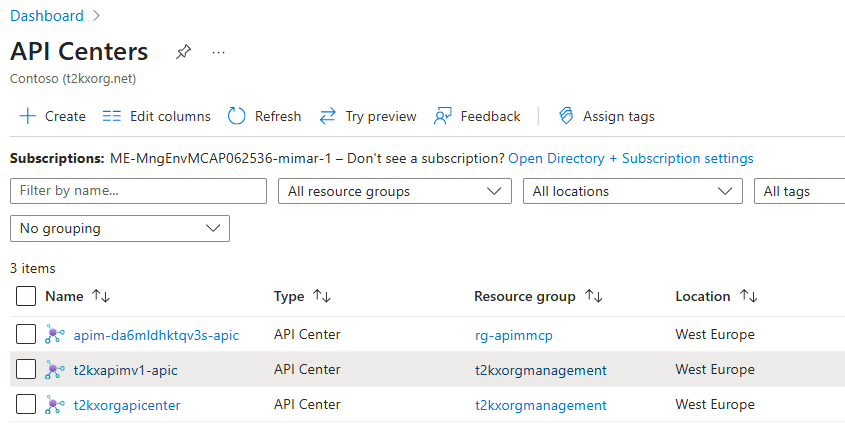 Dashboard >
API Centers ...
Contoso (t2kxorg.net)
Create Edit columns Refresh Try preview Feedback Assign tags
Subscriptions: ME-MngEnvMCAP062536-mimar-1 – Don't see a subscription? Open Directory + Subscription settings
Filter by name... All resource groups All locations All tags
No grouping
3 items
Name Type Resource group Location
apim-da6mldhktqv3s-apic API Center rg-apimmcp West Europe
t2kxapimv1-apic API Center t2kxorgmanagement West Europe
t2kxorgapicenter API Center t2kxorgmanagement West Europe